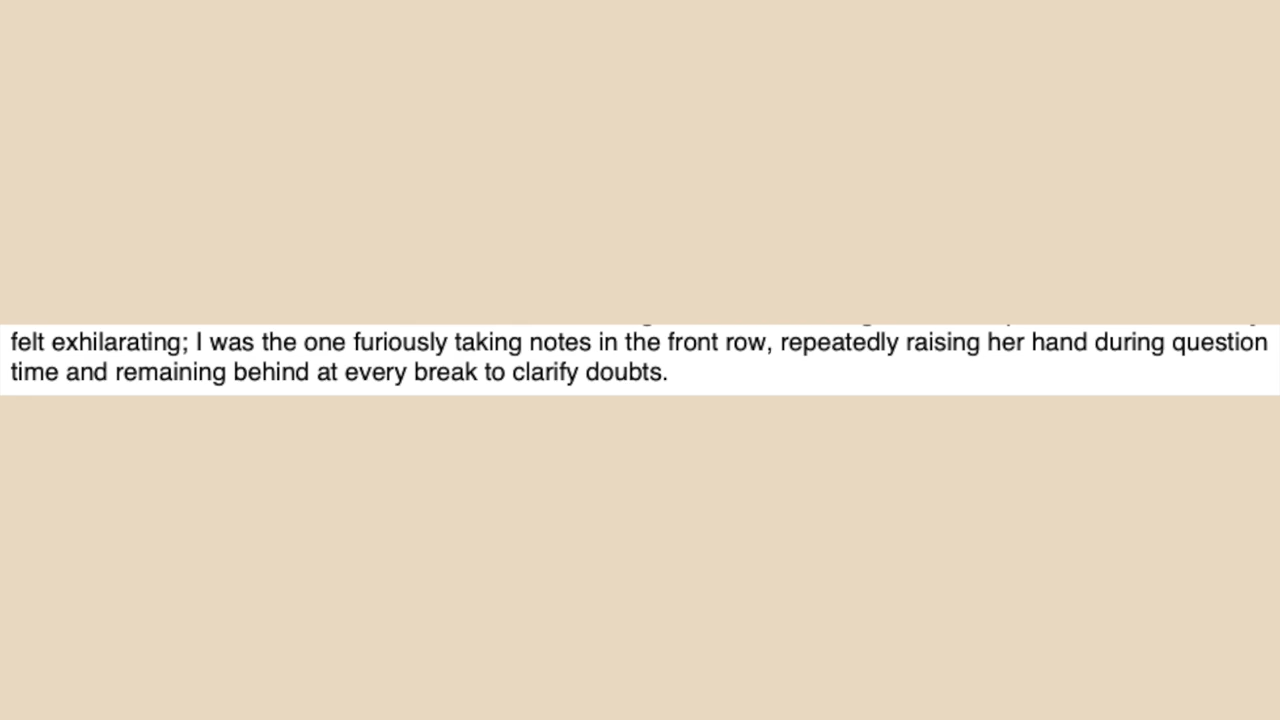 felt exhilarating; I was the one furiously taking notes in the front row, repeatedly raising her hand during question
time and remaining behind at every break to clarify doubts.